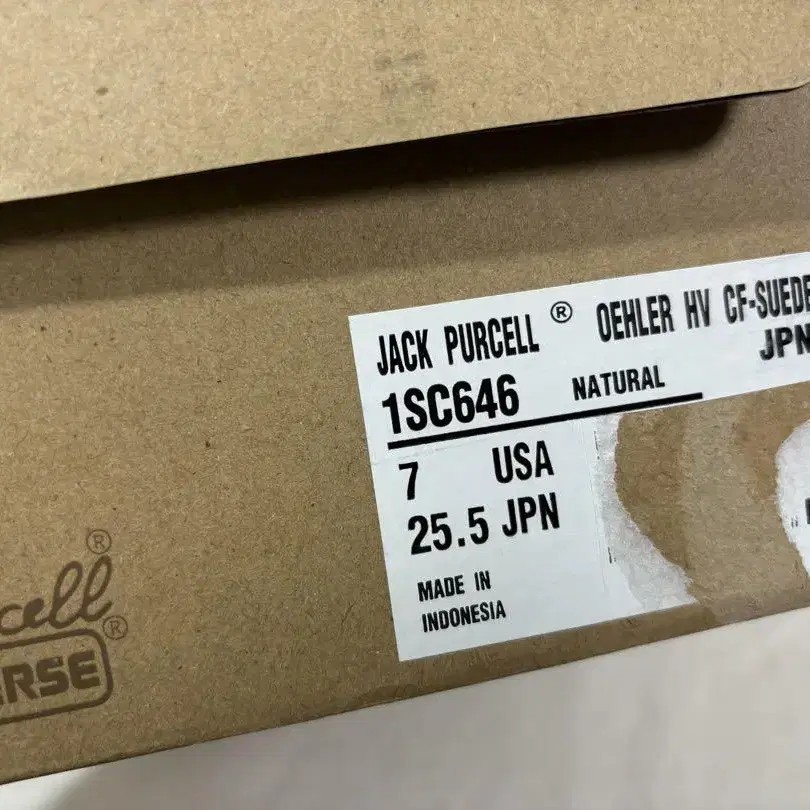 JACK PURCELL ® OEHLER HV CF-SUEDE
JPN
1SC646 NATURAL
7 USA
25.5 JPN
MADE IN
INDONESIA
®
®